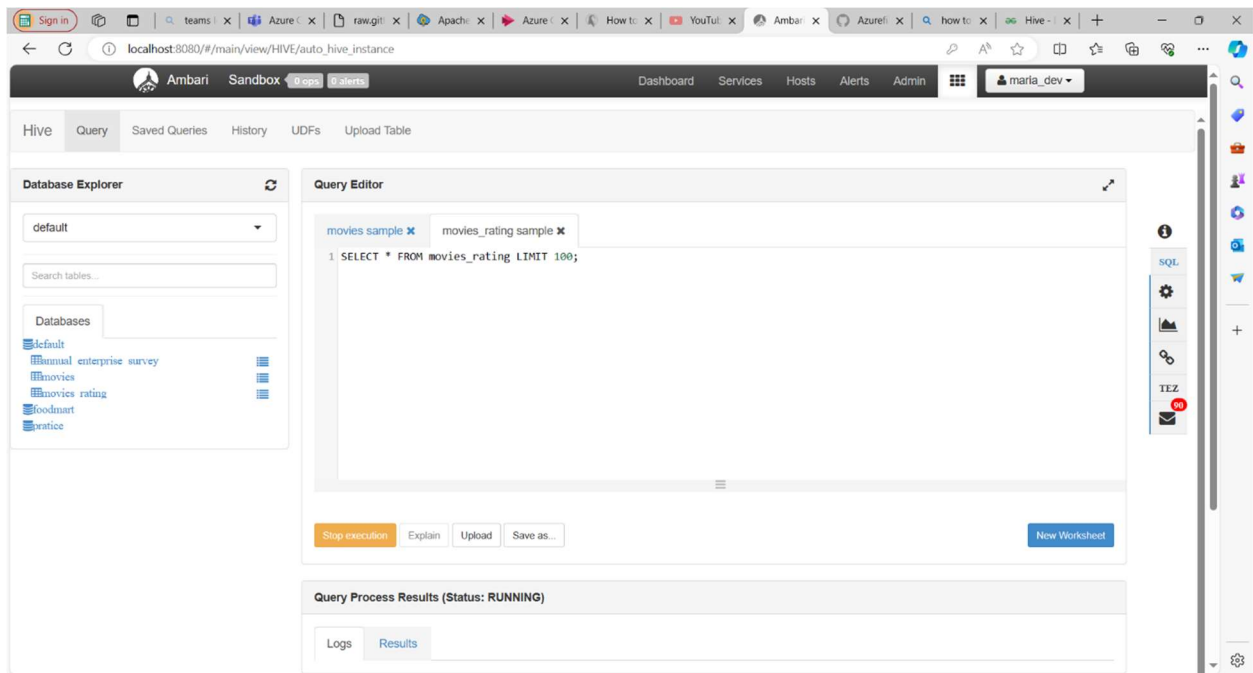 Sign in teams Azure C raw.git Apache Azure C How to YouTub Ambari Azurefi how to Hive -
localhost:8080/#/main/view/HIVE/auto_hive_instance
Ambari Sandbox 0 ops 0 alerts Dashboard Services Hosts Alerts Admin maria_dev
Hive Query Saved Queries History UDFs Upload Table
Database Explorer
Query Editor
default
movies sample movies_rating sample
1 SELECT * FROM movies_rating LIMIT 100;
Search tables...
SQL
Databases
default
annual enterprise survey
movies
movies rating
foodmart
pratice
TEZ
90
Stop execution Explain Upload Save as... New Worksheet
Query Process Results (Status: RUNNING)
Logs Results